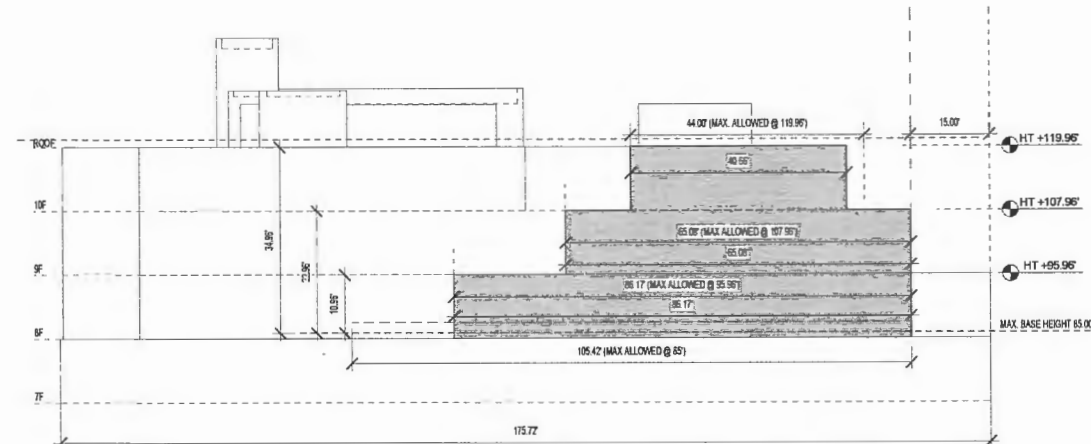 44.00' (MAX. ALLOWED @ 119.96')
15.00'
HT +119.96'
40.66'
10F
HT +107.96'
34.96'
22.96'
65.08' (MAX ALLOWED @ 107.96')
65.08'
9F
HT +95.96'
10.96'
86.17' (MAX ALLOWED @ 95.96')
86.17'
8F
MAX. BASE HEIGHT 85.00'
105.42' (MAX ALLOWED @ 85')
7F
175.72'